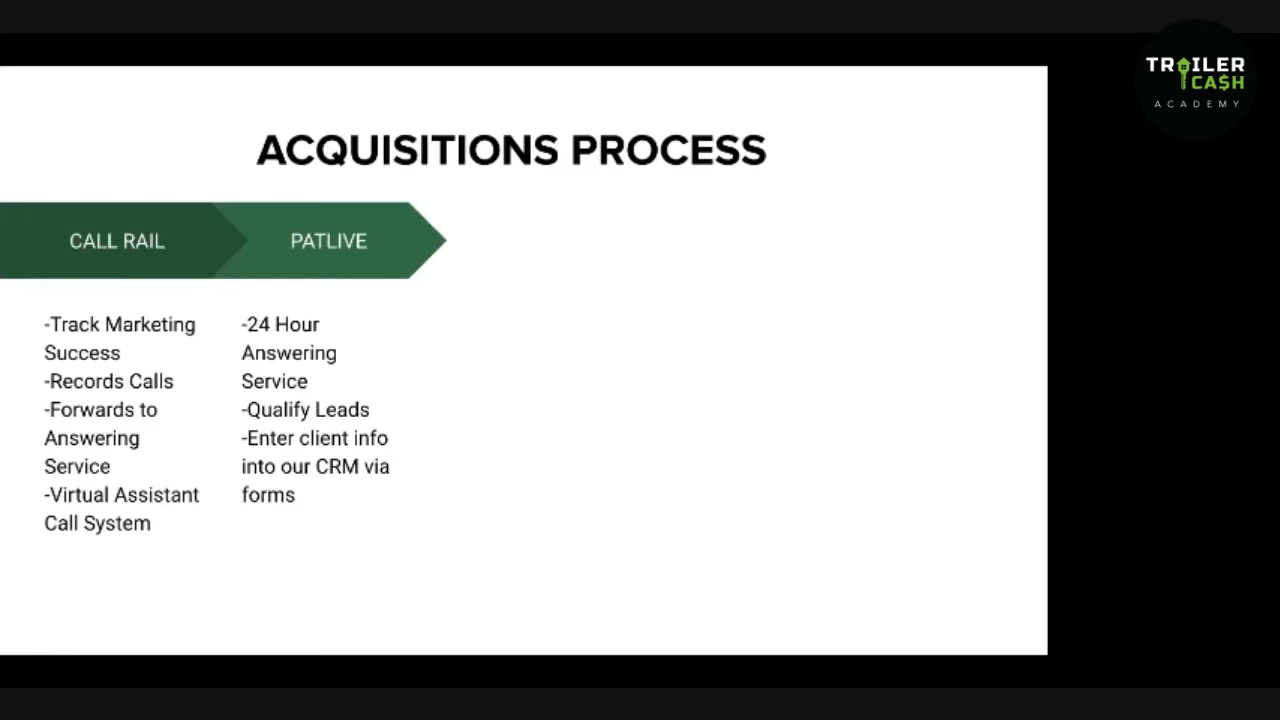 TRAILER
CA$H
ACADEMY
ACQUISITIONS PROCESS
CALL RAIL
PATLIVE
-Track Marketing
Success
-Records Calls
-Forwards to
Answering
Service
-Virtual Assistant
Call System
-24 Hour
Answering
Service
-Qualify Leads
-Enter client info
into our CRM via
forms